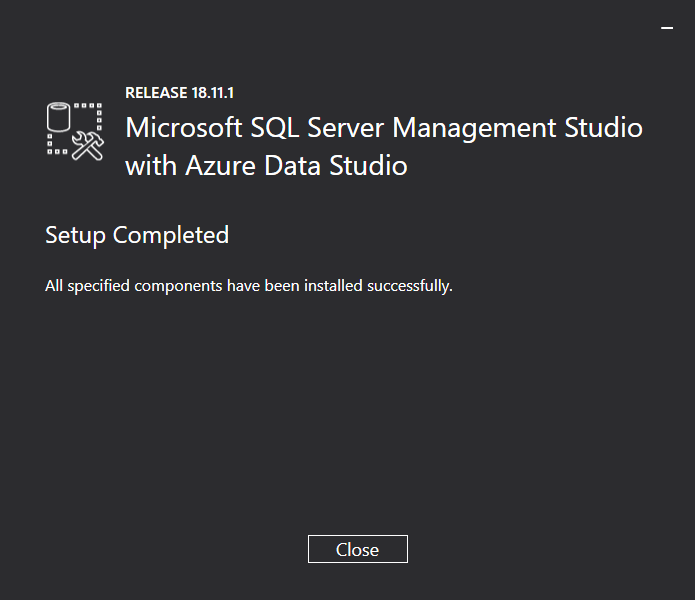 RELEASE 18.11.1
Microsoft SQL Server Management Studio
with Azure Data Studio
Setup Completed
All specified components have been installed successfully.
Close